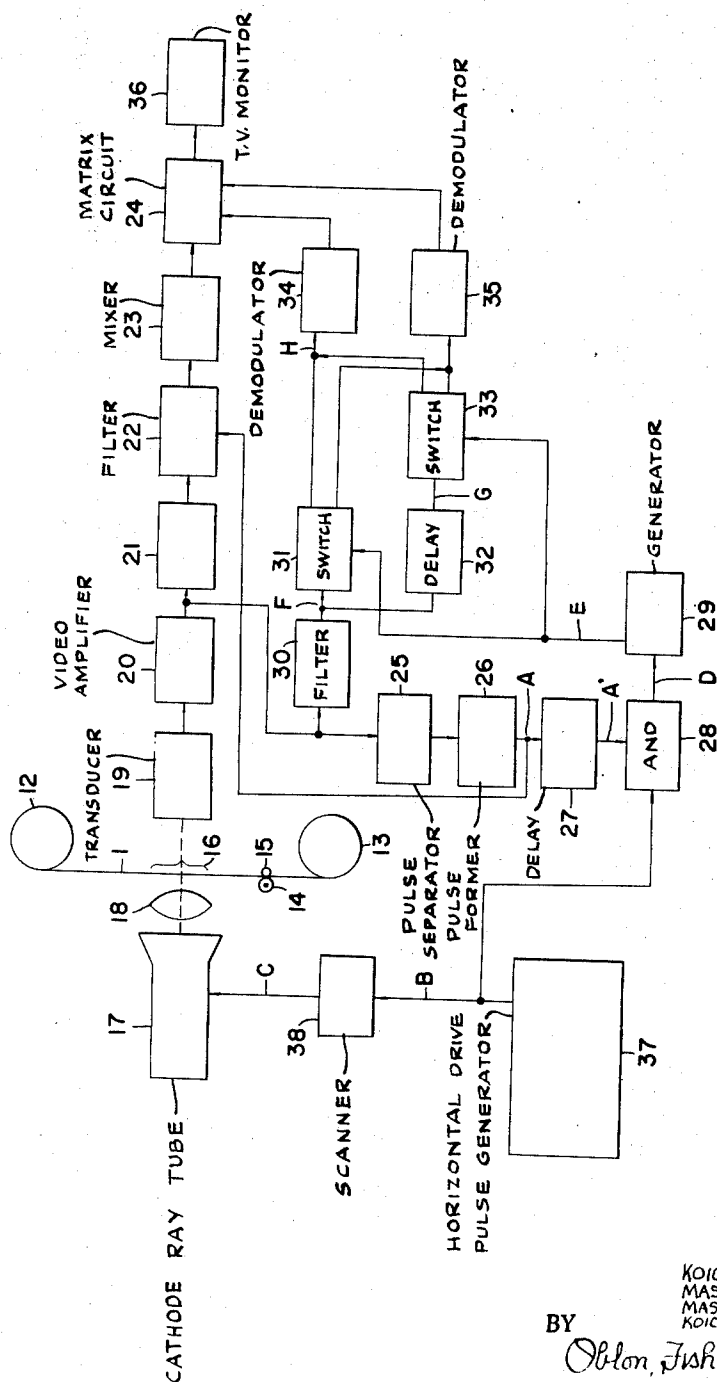 12
1
TRANSDUCER
19
16
15
14
13
18
17
CATHODE RAY TUBE
VIDEO
AMPLIFIER
20
21
FILTER
22
MIXER
23
MATRIX
CIRCUIT
24
36
T.V. MONITOR
DEMODULATOR
34
H
DEMODULATOR
35
31
SWITCH
SWITCH
33
G
DELAY
32
F
30
FILTER
25
PULSE
SEPARATOR
26
PULSE
FORMER
A
DELAY
27
A'
AND
28
D
E
GENERATOR
29
C
38
SCANNER
B
HORIZONTAL DRIVE
PULSE GENERATOR
37
BY